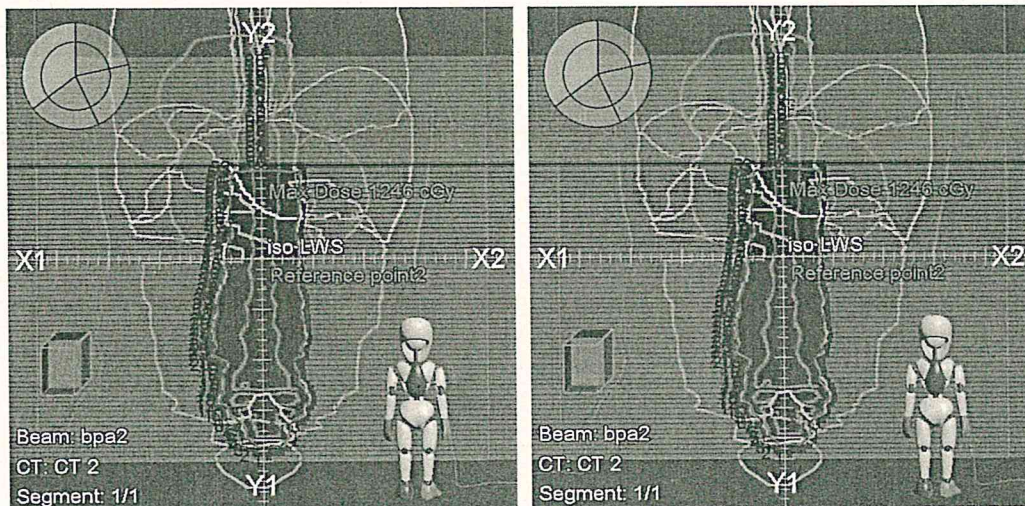 Y2
Max Dose 1246 cGy
iso LWS
X1
X2
Reference point2
Beam: bpa2
CT: CT 2
Y1
Segment: 1/1
Y2
Max Dose 1246 cGy
iso LWS
X1
X2
Reference point2
Beam: bpa2
CT: CT 2
Y1
Segment: 1/1